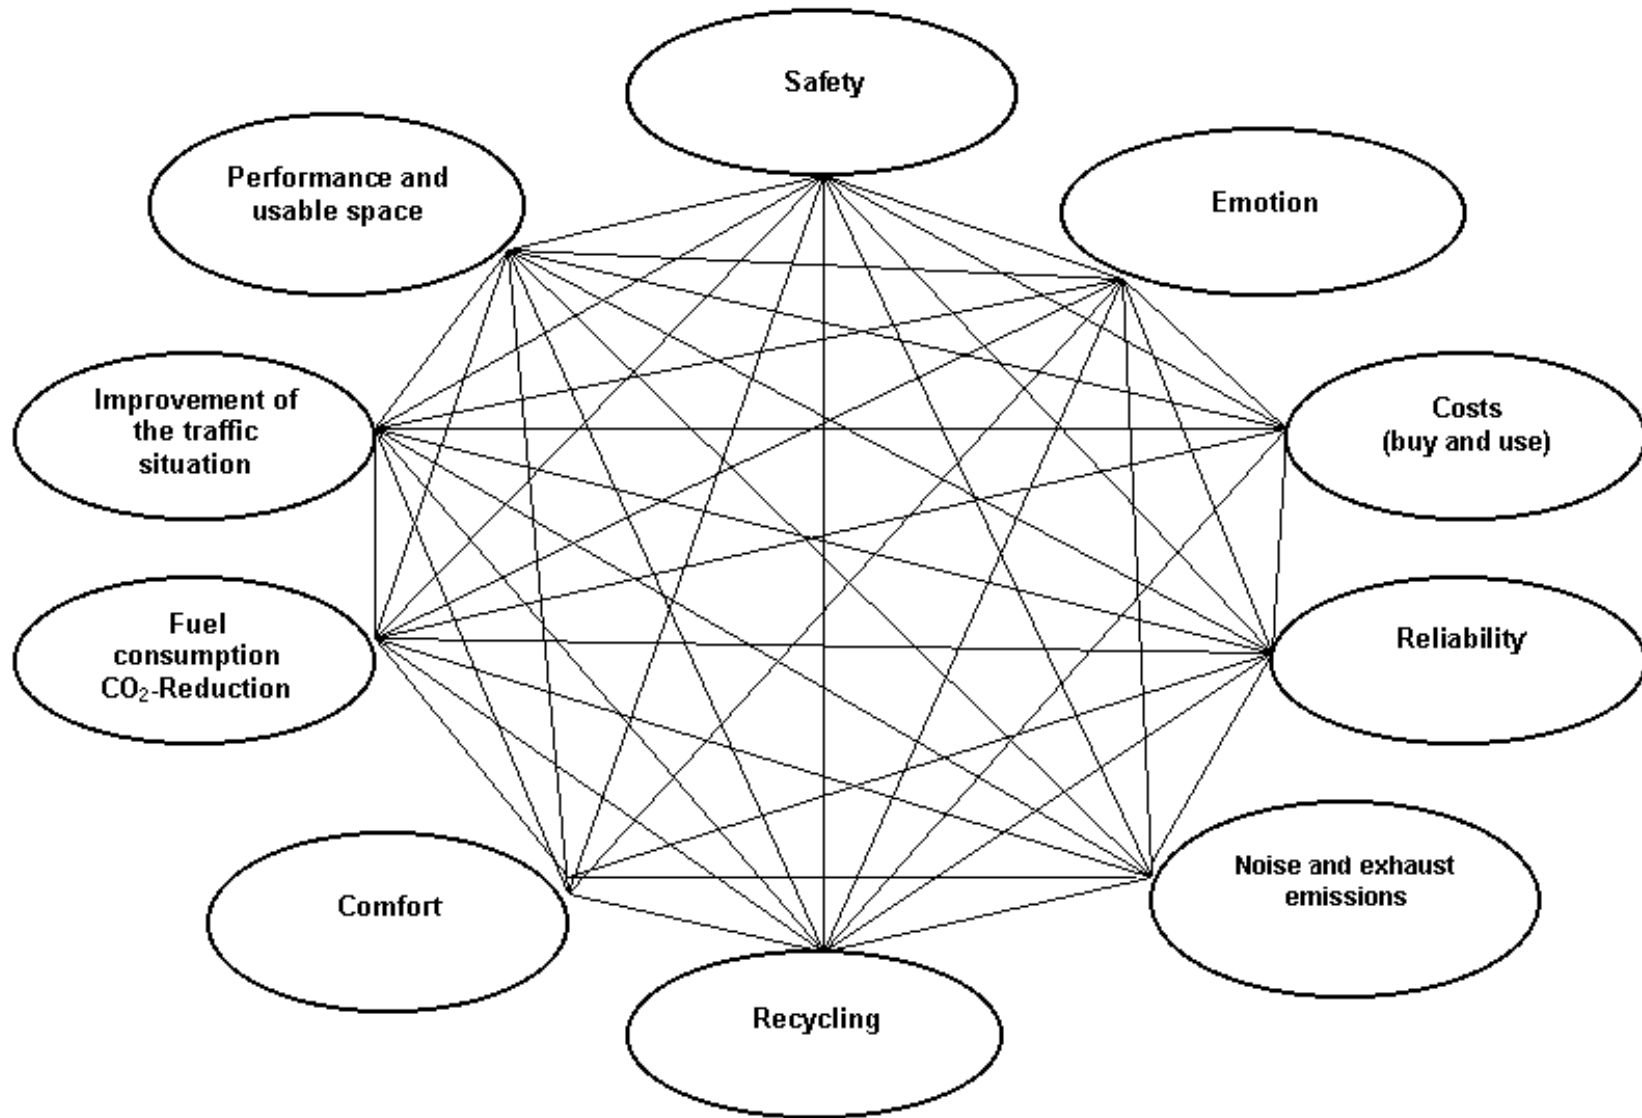 Safety
Performance and
usable space
Emotion
Improvement of
the traffic
situation
Costs
(buy and use)
Fuel
consumption
CO₂-Reduction
Reliability
Comfort
Noise and exhaust
emissions
Recycling